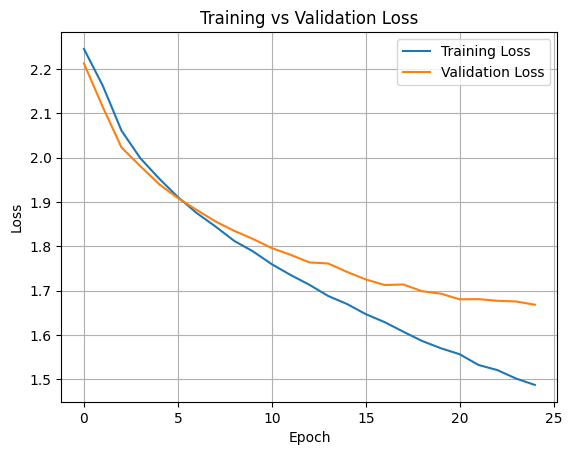 Training vs Validation Loss
Training Loss
Validation Loss
2.2
2.1
2.0
1.9
1.8
1.7
1.6
1.5
Loss
0
5
10
15
20
25
Epoch